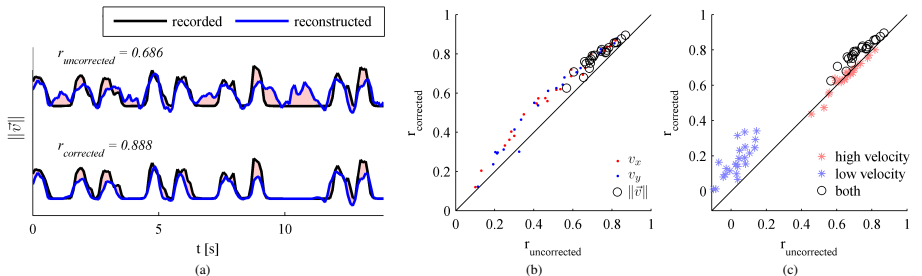 recorded
reconstructed
r_uncorrected = 0.686
r_corrected = 0.888
||v⃗||
0
5
10
t [s]
(a)
1
0.8
0.6
0.4
0.2
0
r_corrected
v_x
v_y
||v⃗||
0
0.2
0.4
0.6
0.8
1
r_uncorrected
(b)
1
0.8
0.6
0.4
0.2
0
r_corrected
high velocity
low velocity
both
0
0.2
0.4
0.6
0.8
1
r_uncorrected
(c)